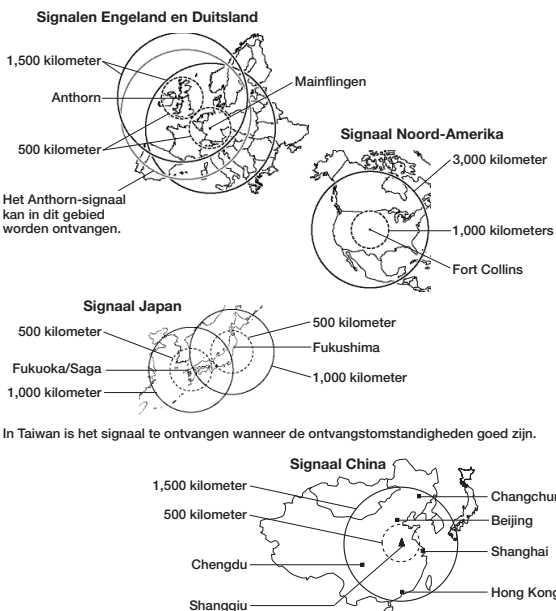 Signalen Engeland en Duitsland
1,500 kilometer
Anthorn
500 kilometer
Mainflingen
Het Anthorn-signaal
kan in dit gebied
worden ontvangen.
Signaal Noord-Amerika
3,000 kilometer
1,000 kilometers
Fort Collins
Signaal Japan
500 kilometer
Fukuoka/Saga
1,000 kilometer
500 kilometer
Fukushima
1,000 kilometer
In Taiwan is het signaal te ontvangen wanneer de ontvangstomstandigheden goed zijn.
Signaal China
1,500 kilometer
500 kilometer
Chengdu
Shangqiu
Changchun
Beijing
Shanghai
Hong Kong